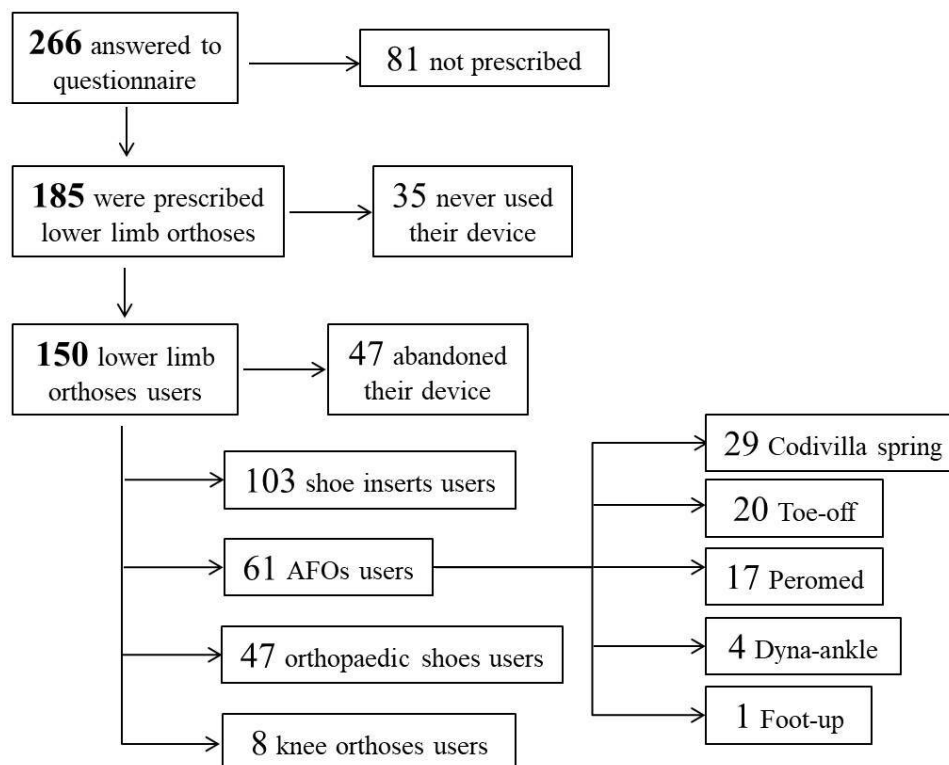 266 answered to
questionnaire
81 not prescribed
185 were prescribed
lower limb orthoses
35 never used
their device
150 lower limb
orthoses users
47 abandoned
their device
103 shoe inserts users
61 AFOs users
47 orthopaedic shoes users
8 knee orthoses users
29 Codivilla spring
20 Toe-off
17 Peromed
4 Dyna-ankle
1 Foot-up